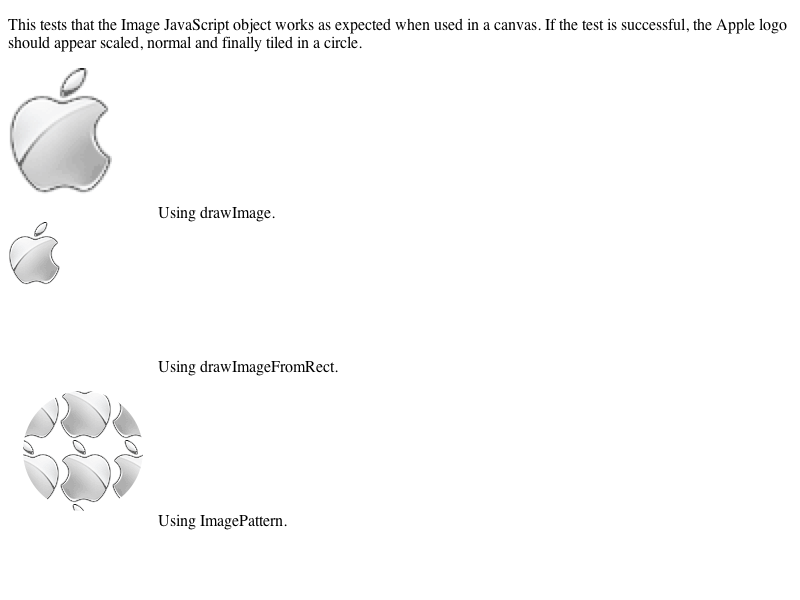 This tests that the Image JavaScript object works as expected when used in a canvas. If the test is successful, the Apple logo
should appear scaled, normal and finally tiled in a circle.
Using drawImage.
Using drawImageFromRect.
Using ImagePattern.